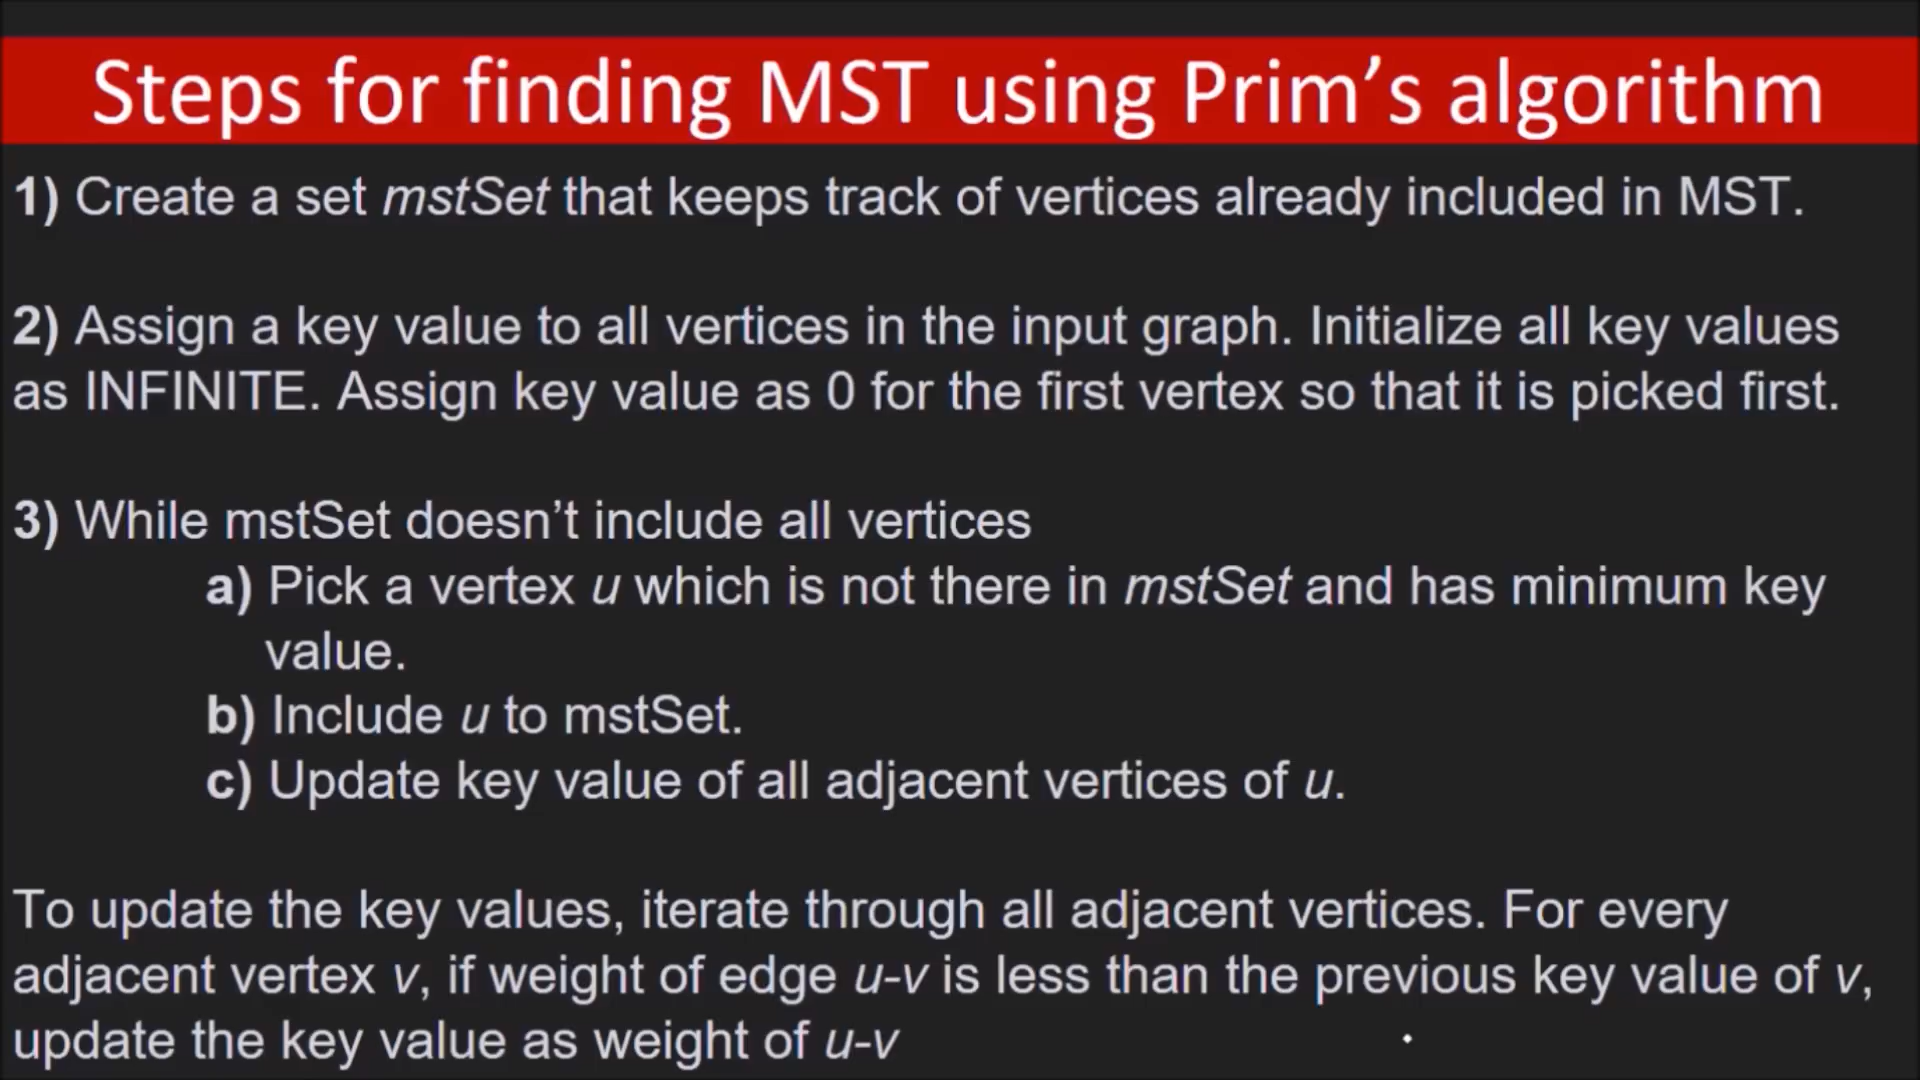 Steps for finding MST using Prim’s algorithm
1) Create a set mstSet that keeps track of vertices already included in MST.
2) Assign a key value to all vertices in the input graph. Initialize all key values
as INFINITE. Assign key value as 0 for the first vertex so that it is picked first.
3) While mstSet doesn’t include all vertices
a) Pick a vertex u which is not there in mstSet and has minimum key
value.
b) Include u to mstSet.
c) Update key value of all adjacent vertices of u.
To update the key values, iterate through all adjacent vertices. For every
adjacent vertex v, if weight of edge u-v is less than the previous key value of v,
update the key value as weight of u-v